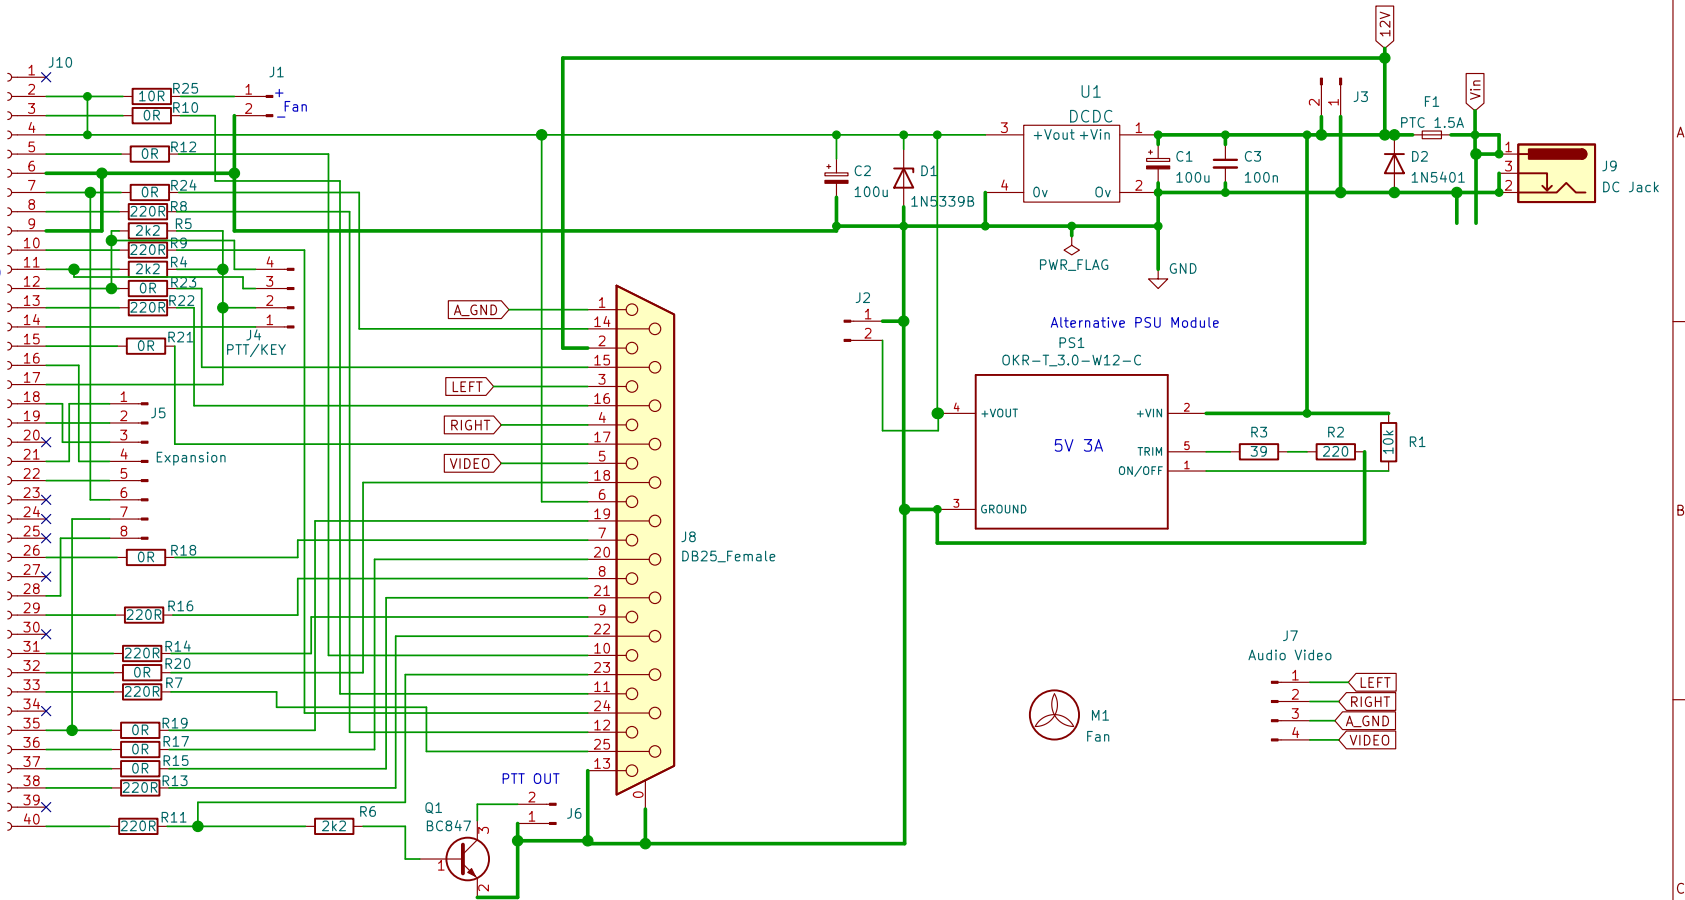 J10
1
2
3
4
5
6
7
8
9
10
11
12
13
14
15
16
17
18
19
20
21
22
23
24
25
26
27
28
29
30
31
32
33
34
35
36
37
38
39
40
10R R25
0R R10
0R R12
0R R24
220R R8
2k2 R5
220R R9
2k2 R4
0R R23
220R R22
0R R21
0R R18
220R R16
220R R14
0R R20
220R R7
0R R19
0R R17
0R R15
220R R13
220R R11
2k2 R6
J1
1 +
2 -
Fan
4
3
2
1
J4
PTT/KEY
1
2
3
4
5
6
7
8
J5
Expansion
A_GND
LEFT
RIGHT
VIDEO
1
14
2
15
3
16
4
17
5
18
6
19
7
20
8
21
9
22
10
23
11
24
12
25
13
0
J8
DB25_Female
PTT OUT
2
1
J6
Q1
BC847
3
1
2
C2
100u
+
D1
1N5339B
U1
DCDC
3 +Vout +Vin 1
4 0v 0v 2
+
C1
100u
C3
100n
PWR_FLAG
GND
12V
2
1
J3
F1
PTC 1.5A
Vin
D2
1N5401
1
3
2
J9
DC Jack
J2
1
2
Alternative PSU Module
PS1
OKR-T_3.0-W12-C
4 +VOUT
+VIN 2
5V 3A
TRIM 5
ON/OFF 1
3 GROUND
R3
39
R2
220
10k
R1
M1
Fan
J7
Audio Video
1 LEFT
2 RIGHT
3 A_GND
4 VIDEO
A
B
C